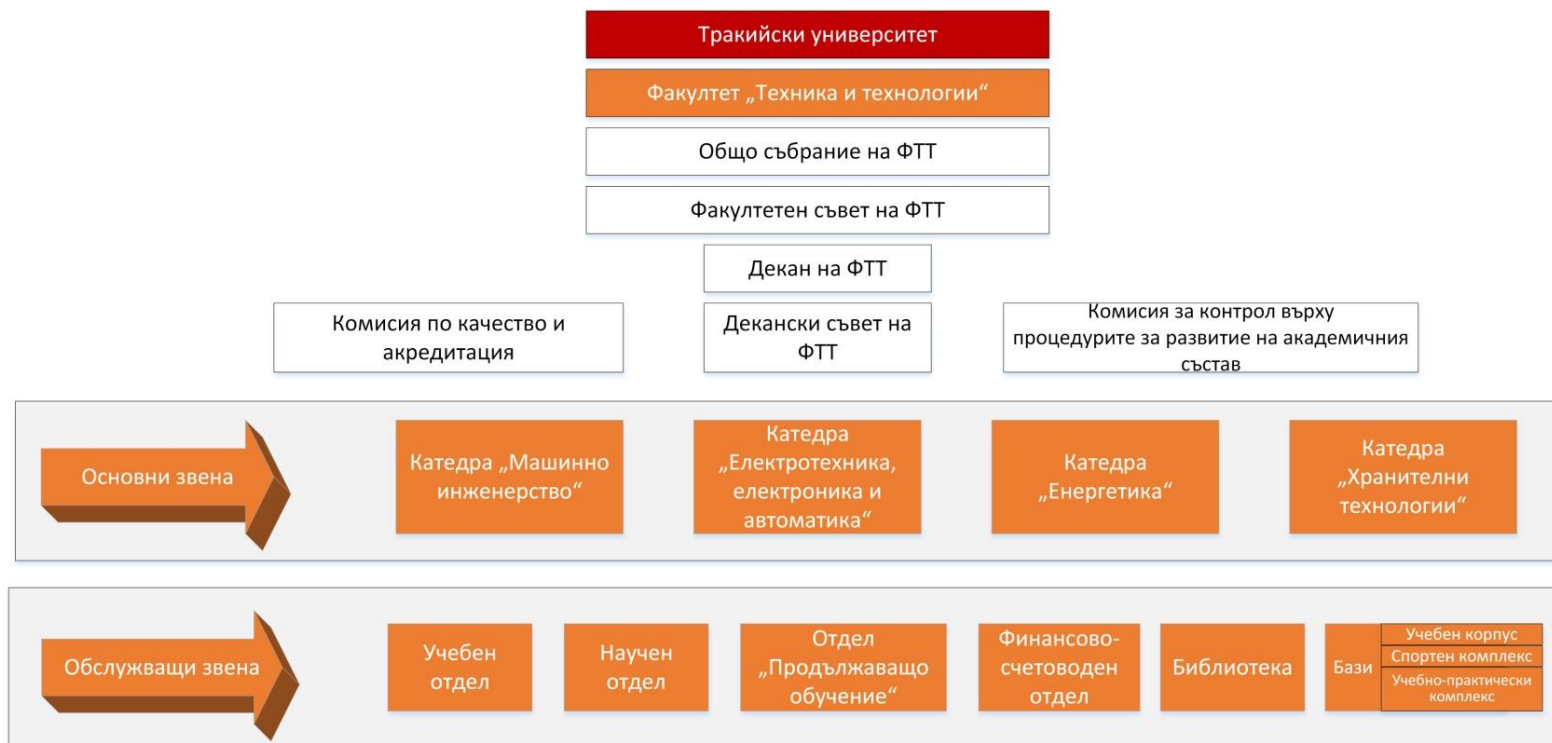 Тракийски университет
Факултет „Техника и технологии“
Общо събрание на ФТТ
Факултетен съвет на ФТТ
Декан на ФТТ
Комисия по качество и
акредитация
Декански съвет на
ФТТ
Комисия за контрол върху
процедурите за развитие на академичния
състав
Основни звена
Катедра „Машинно
инженерство“
Катедра
„Електротехника,
електроника и
автоматика“
Катедра
„Енергетика“
Катедра
„Хранителни
технологии“
Обслужващи звена
Учебен
отдел
Научен
отдел
Отдел
„Продължаващо
обучение“
Финансово-
счетоводен
отдел
Библиотека
Бази
Учебен корпус
Спортен комплекс
Учебно-практически
комплекс